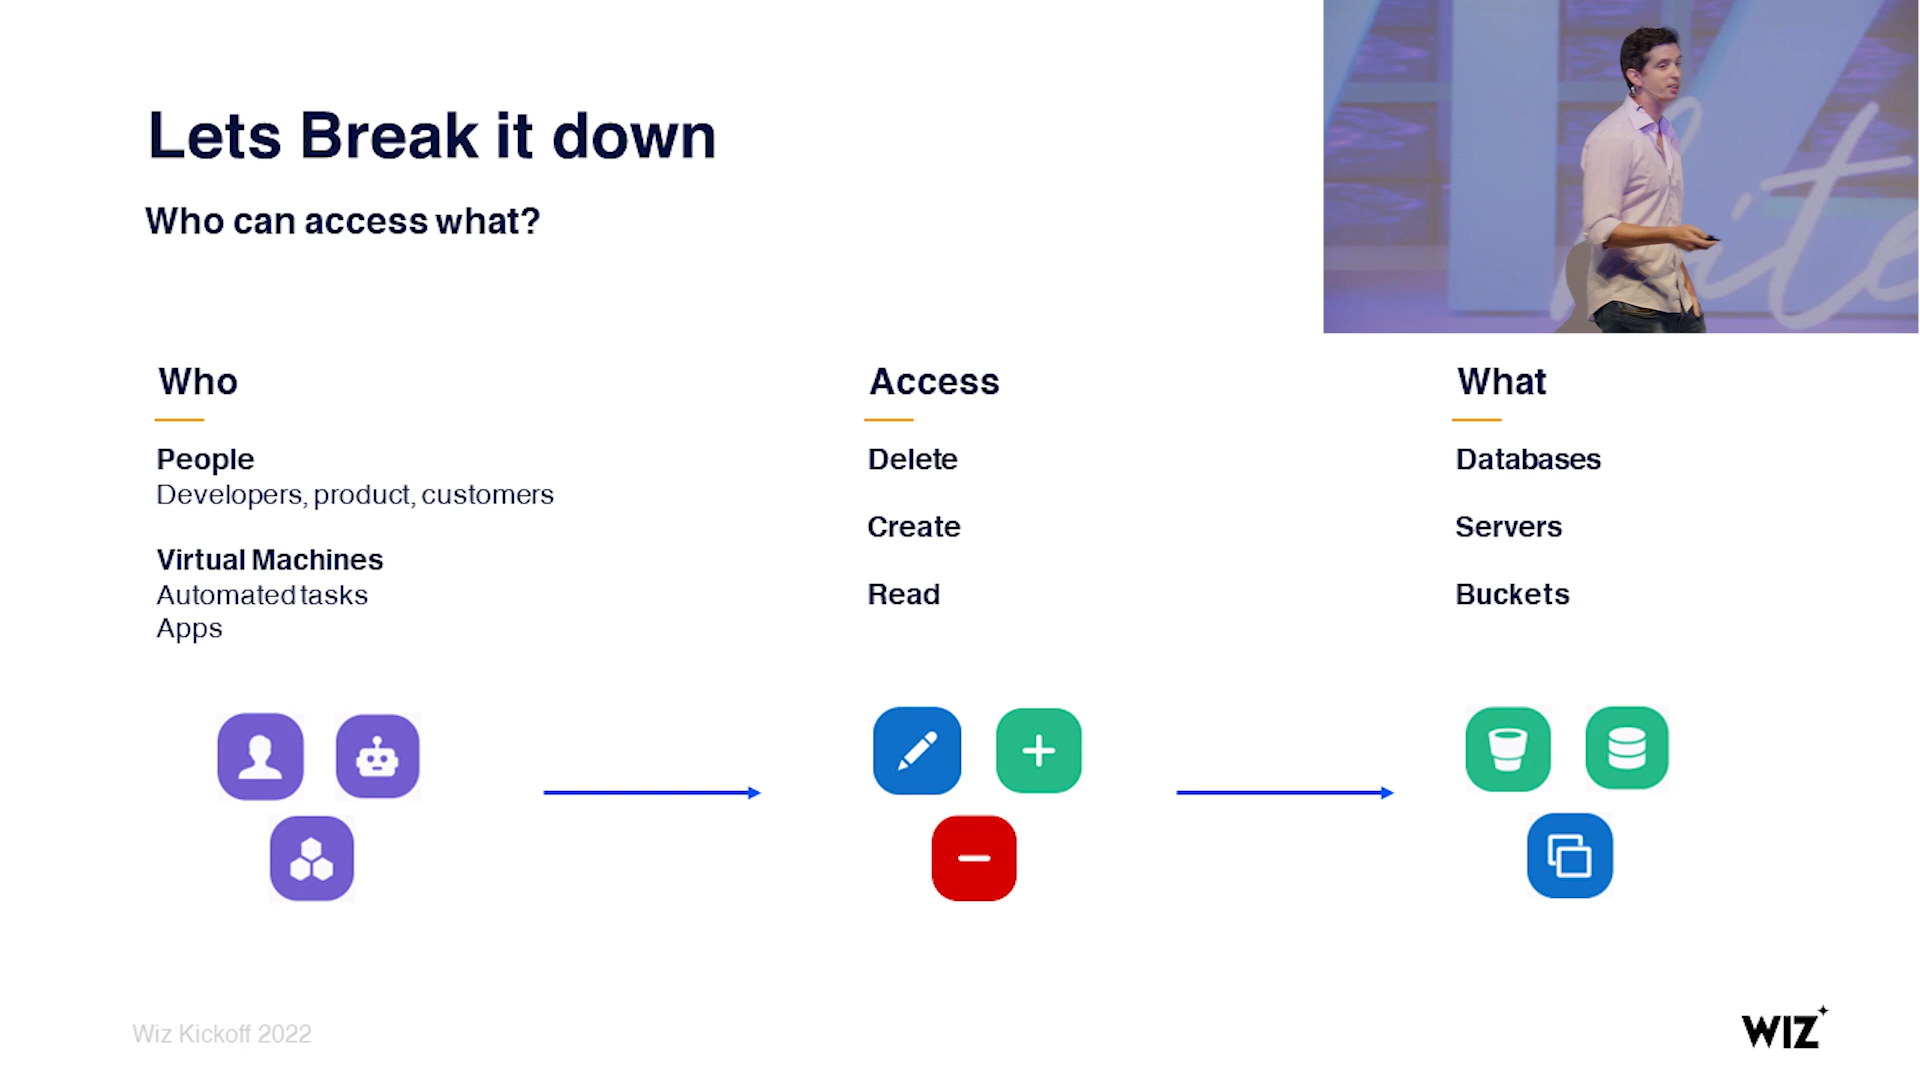 Lets Break it down
Who can access what?
Who
People
Developers, product, customers
Virtual Machines
Automated tasks
Apps
Access
Delete
Create
Read
What
Databases
Servers
Buckets
Wiz Kickoff 2022
WIZ